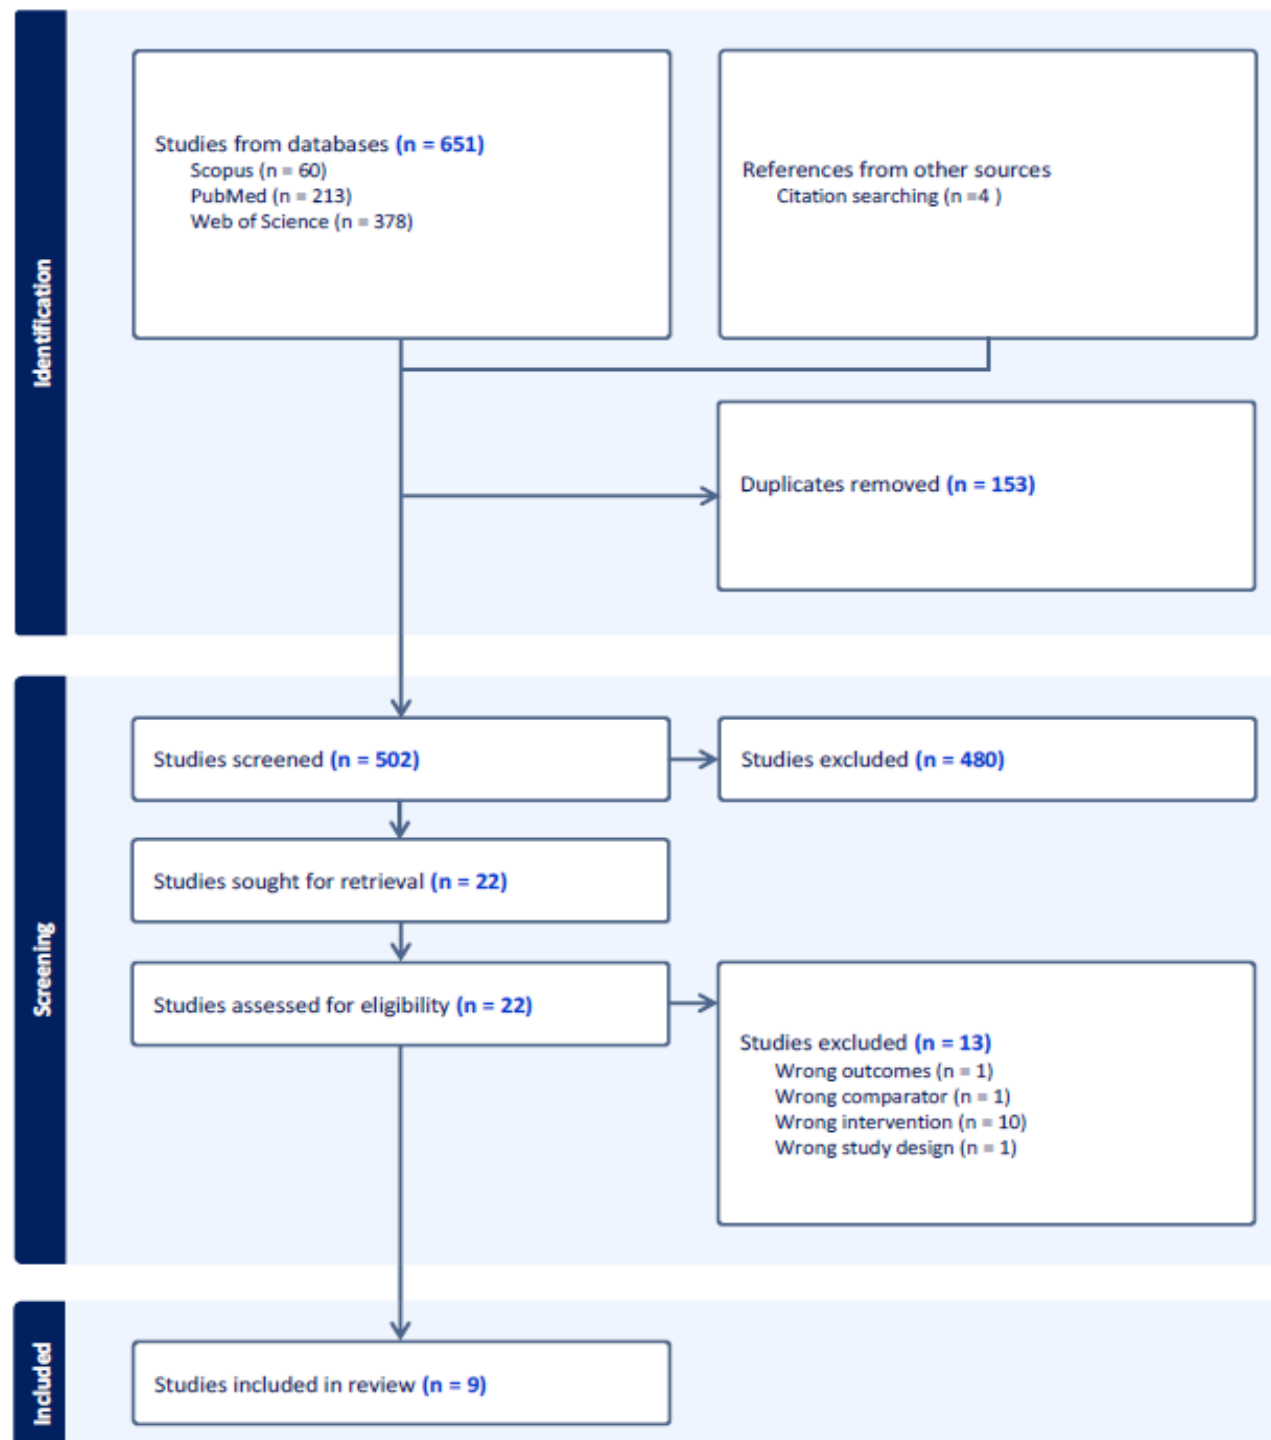 Identification
Studies from databases (n = 651)
Scopus (n = 60)
PubMed (n = 213)
Web of Science (n = 378)
References from other sources
Citation searching (n =4 )
Duplicates removed (n = 153)
Screening
Studies screened (n = 502)
Studies excluded (n = 480)
Studies sought for retrieval (n = 22)
Studies assessed for eligibility (n = 22)
Studies excluded (n = 13)
Wrong outcomes (n = 1)
Wrong comparator (n = 1)
Wrong intervention (n = 10)
Wrong study design (n = 1)
Included
Studies included in review (n = 9)